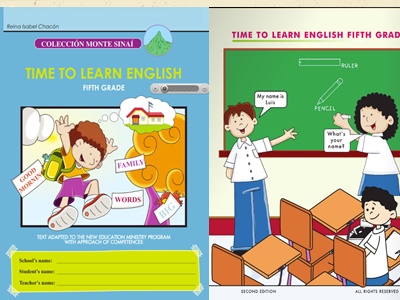 Reina Isabel Chacón
COLECCIÓN MONTE SINAÍ
TIME TO LEARN ENGLISH
FIFTH GRADE
GOOD
MORNING
FAMILY
WORDS
BIG
TEXT ADAPTED TO THE NEW EDUCATION MINISTRY PROGRAM
WITH APPROACH OF COMPETENCES
School's name:
Student's name:
Teacher's name:
TIME TO LEARN ENGLISH FIFTH GRAD
RULER
My name is
Luis
PENCIL
What's
your
name?
SECOND EDITION
ALL RIGHTS RESERVED